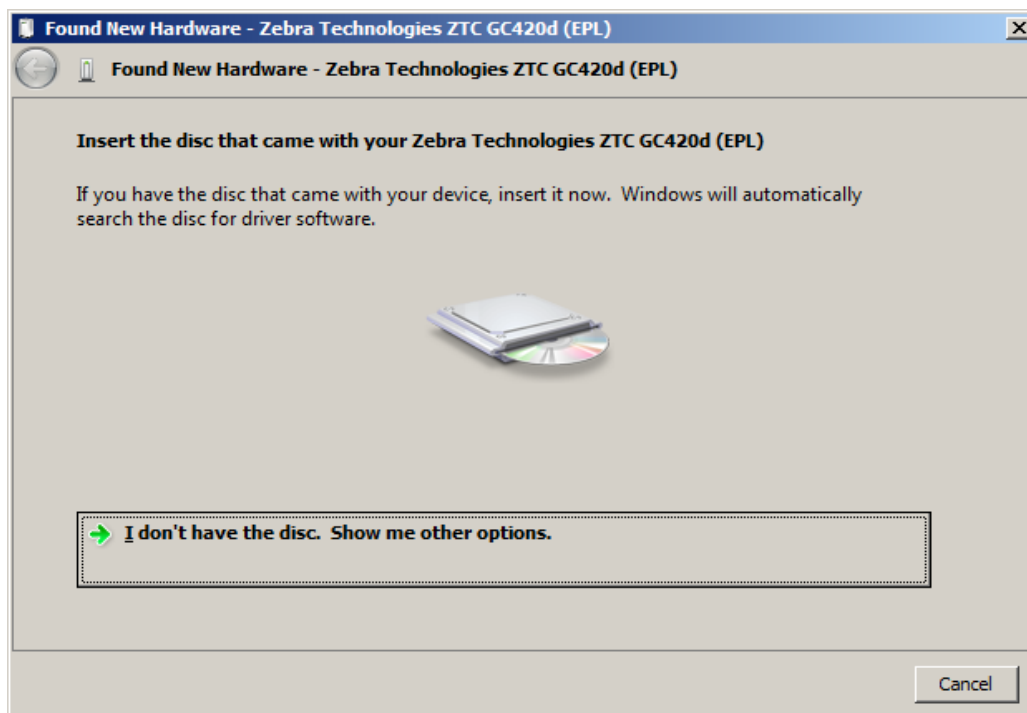 Found New Hardware - Zebra Technologies ZTC GC420d (EPL)
Found New Hardware - Zebra Technologies ZTC GC420d (EPL)
Insert the disc that came with your Zebra Technologies ZTC GC420d (EPL)
If you have the disc that came with your device, insert it now.  Windows will automatically
search the disc for driver software.
I don't have the disc.  Show me other options.
Cancel